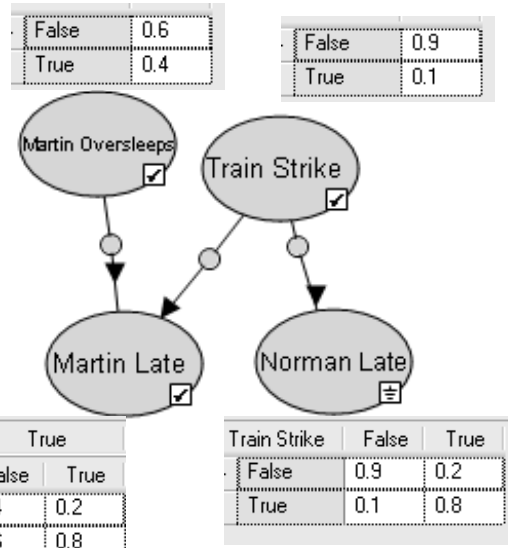 False 0.6
True 0.4
False 0.9
True 0.1
Martin Oversleeps
Train Strike
Martin Late
Norman Late
True
True
0.2
0.8
Train Strike False True
False 0.9 0.2
True 0.1 0.8